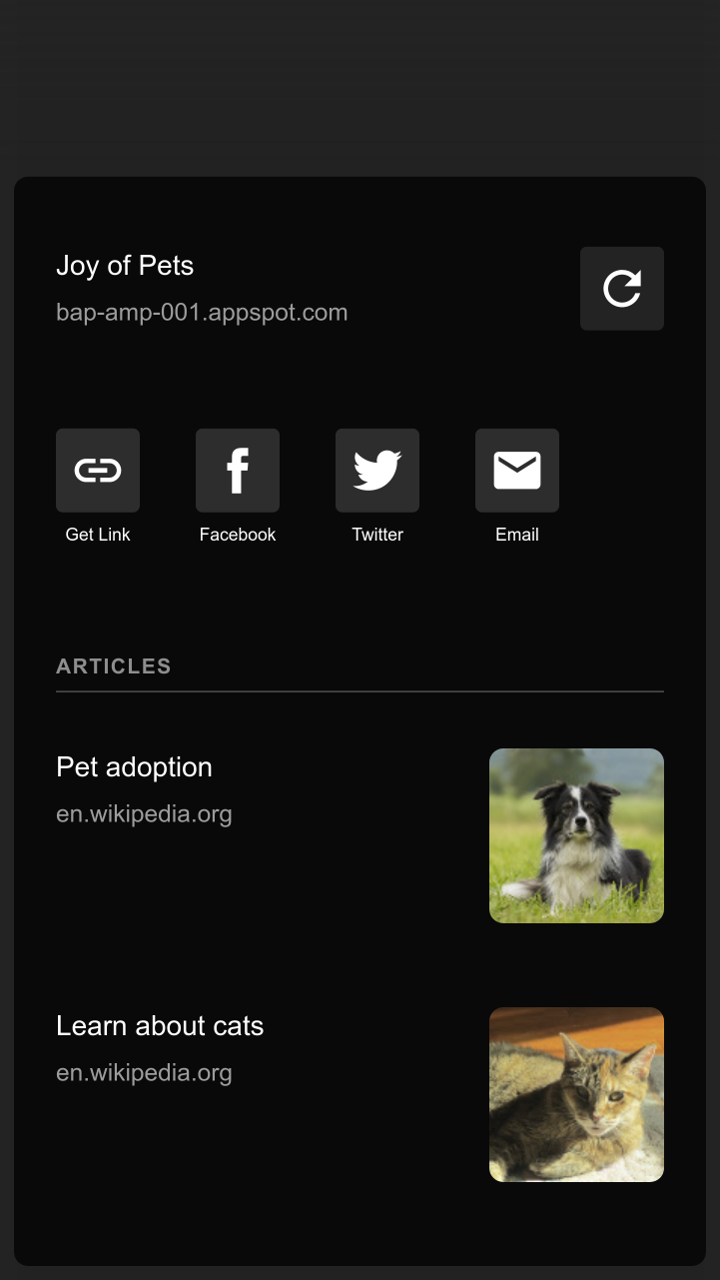 Joy of Pets
bap-amp-001.appspot.com
Get Link
Facebook
Twitter
Email
ARTICLES
Pet adoption
en.wikipedia.org
Learn about cats
en.wikipedia.org